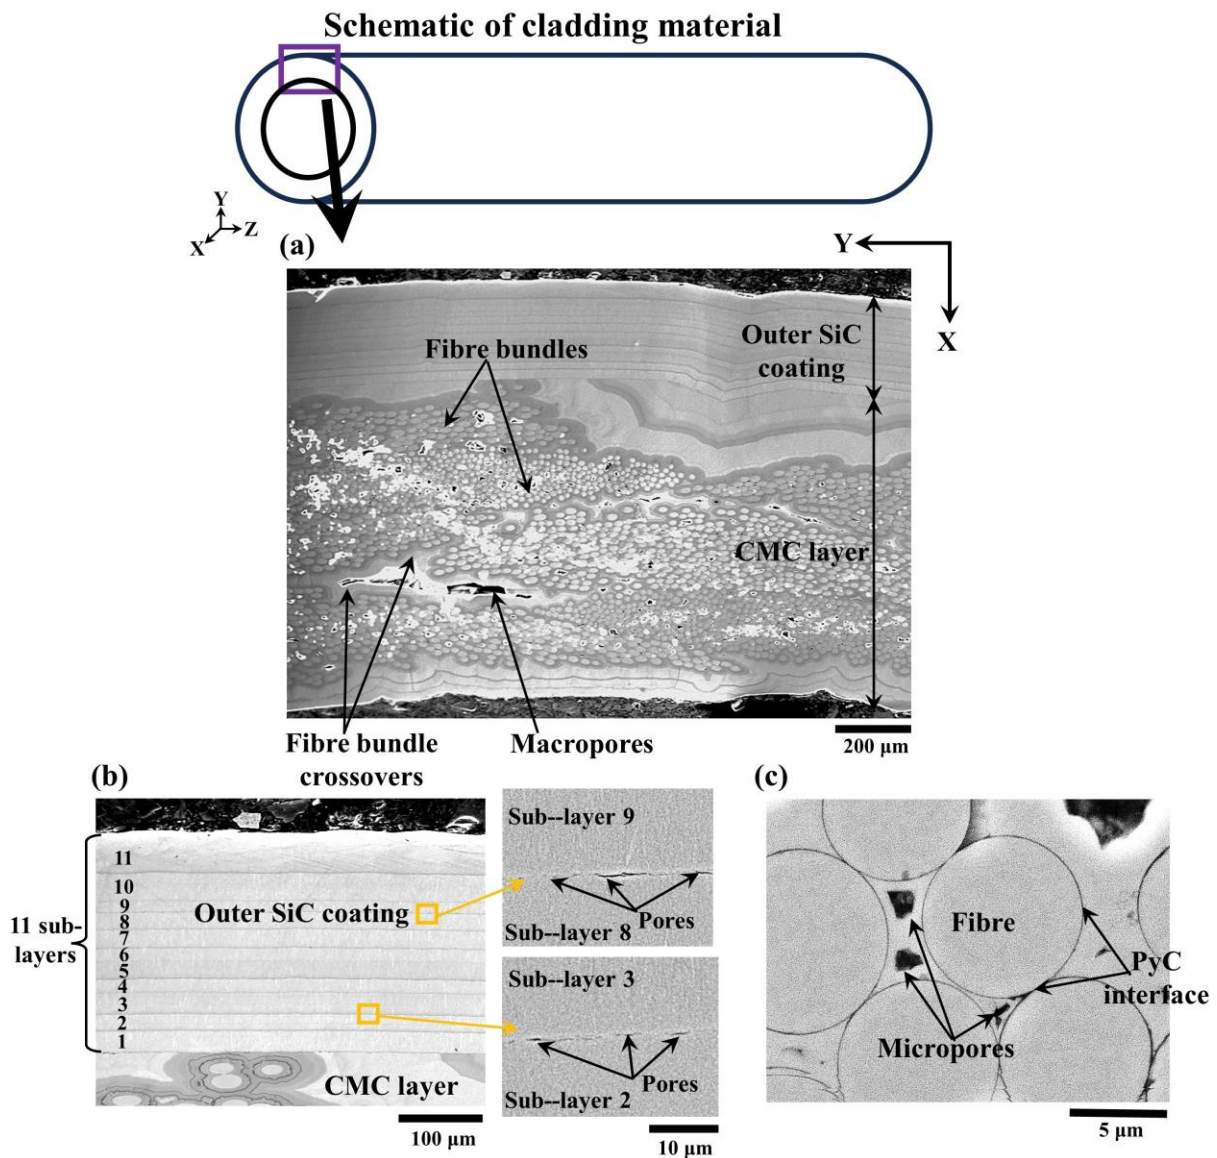 Schematic of cladding material
Y
Z
X
(a)
Y
X
Outer SiC
coating
Fibre bundles
CMC layer
Fibre bundle
crossovers
Macropores
200 μm
(b)
11
10
9
8
7
6
5
4
3
2
1
11 sub-
layers
Outer SiC coating
CMC layer
100 μm
Sub--layer 9
Pores
Sub--layer 8
Sub--layer 3
Pores
Sub--layer 2
10 μm
(c)
Fibre
PyC
interface
Micropores
5 μm